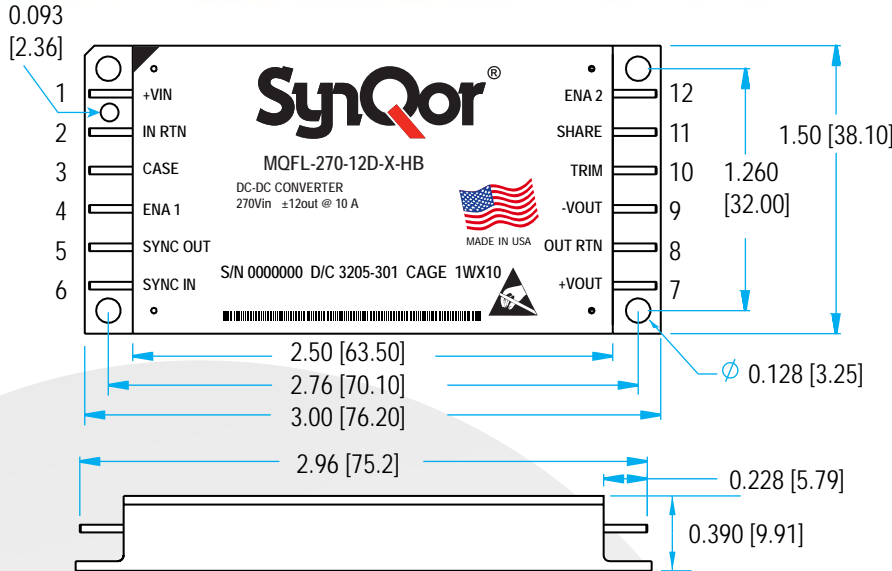 0.093
[2.36]
SynQor®
1
+VIN
ENA 2
12
2
IN RTN
SHARE
11
1.50 [38.10]
3
CASE
MQFL-270-12D-X-HB
TRIM
10
1.260
[32.00]
DC-DC CONVERTER
270Vin ±12out @ 10 A
4
ENA 1
-VOUT
9
MADE IN USA
5
SYNC OUT
OUT RTN
8
S/N 0000000 D/C 3205-301 CAGE 1WX10
6
SYNC IN
+VOUT
7
2.50 [63.50]
2.76 [70.10]
3.00 [76.20]
Ø 0.128 [3.25]
2.96 [75.2]
0.228 [5.79]
0.390 [9.91]